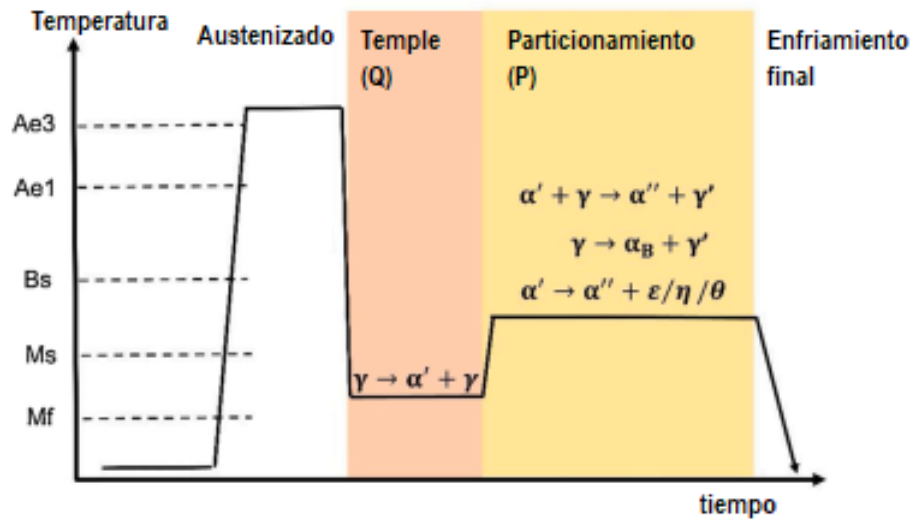 Temperatura
Austenizado
Temple
(Q)
Particionamiento
(P)
Enfriamiento
final
Ae3
Ae1
Bs
Ms
Mf
α′ + γ → α′′ + γ′
γ → α_B + γ′
α′ → α′′ + ε/η/θ
γ → α′ + γ
tiempo